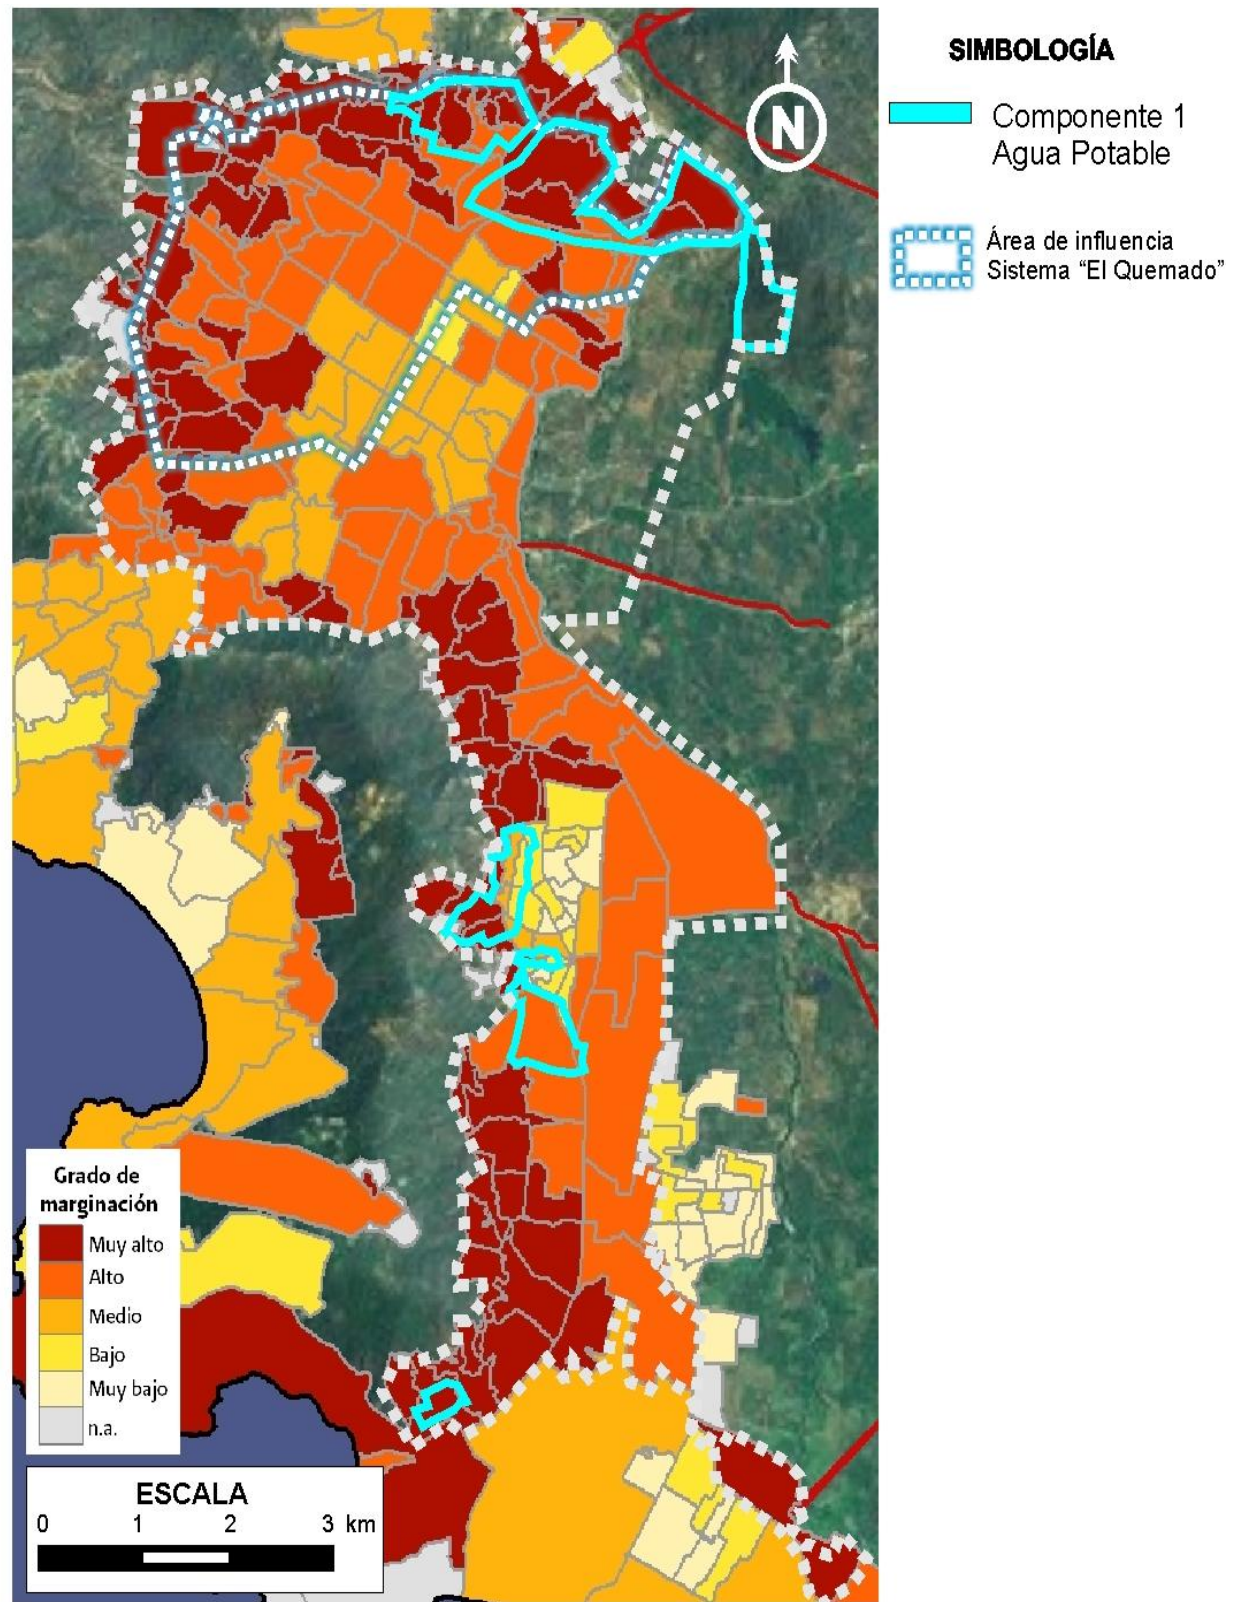 N
SIMBOLOGÍA
Componente 1
Agua Potable
Área de influencia
Sistema “El Quemado”
Grado de
marginación
Muy alto
Alto
Medio
Bajo
Muy bajo
n.a.
ESCALA
0 1 2 3 km